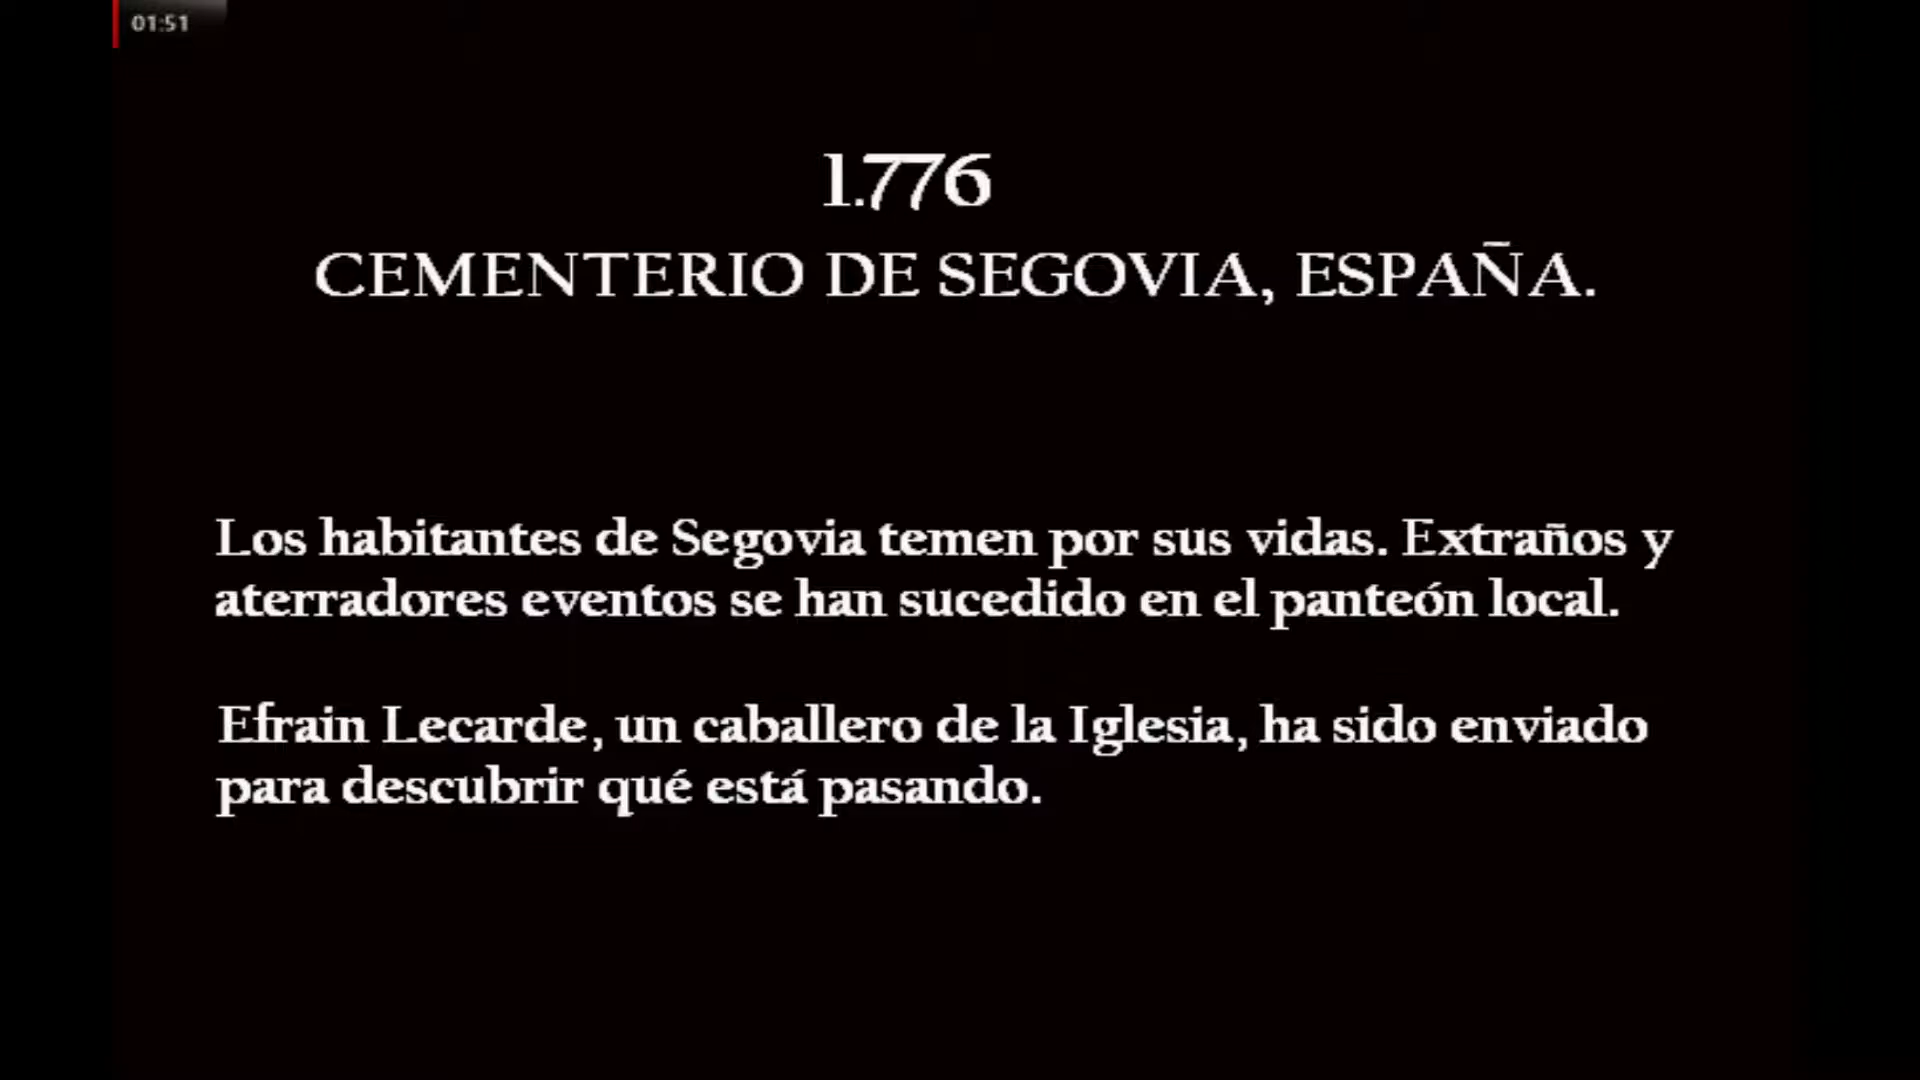 01:51
1.776
CEMENTERIO DE SEGOVIA, ESPAÑA.
Los habitantes de Segovia temen por sus vidas. Extraños y
aterradores eventos se han sucedido en el panteón local.
Efrain Lecarde, un caballero de la Iglesia, ha sido enviado
para descubrir qué está pasando.